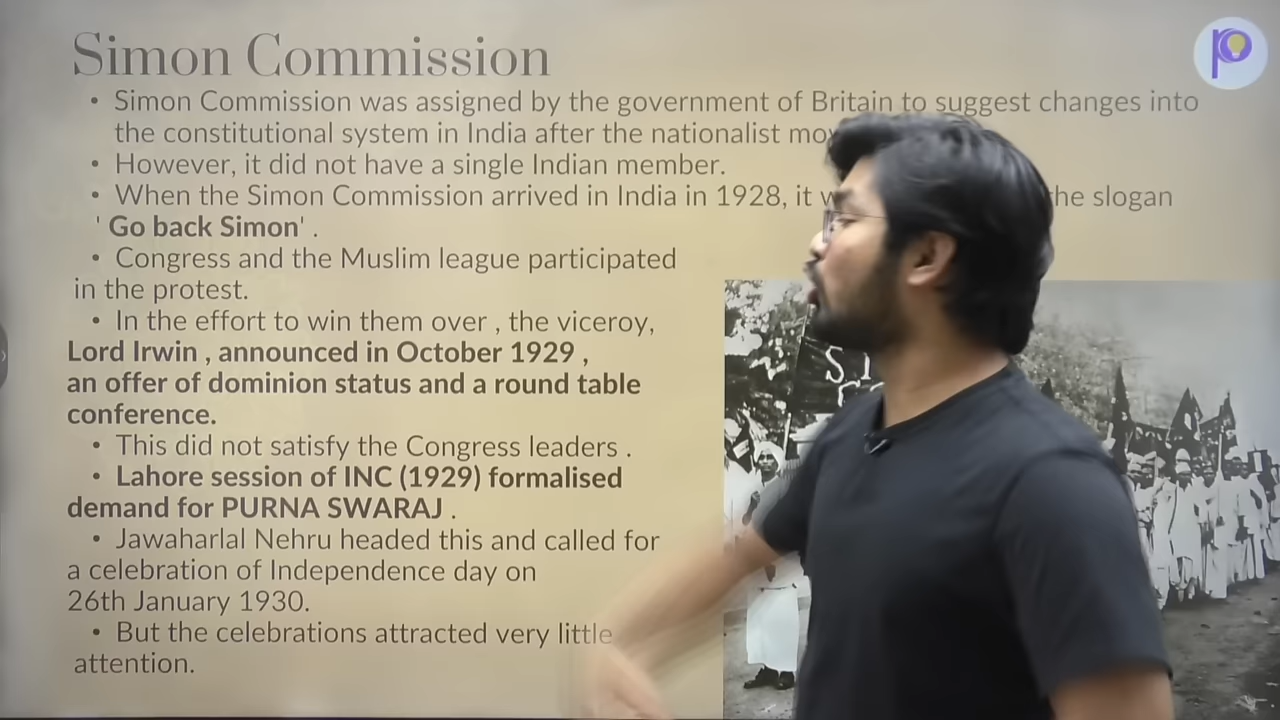 Simon Commission
• Simon Commission was assigned by the government of Britain to suggest changes into
the constitutional system in India after the nationalist
• However, it did not have a single Indian member.
• When the Simon Commission arrived in India in 1928, it the slogan
' Go back Simon' .
• Congress and the Muslim league participated
in the protest.
• In the effort to win them over , the viceroy,
Lord Irwin , announced in October 1929 ,
an offer of dominion status and a round table
conference.
• This did not satisfy the Congress leaders .
• Lahore session of INC (1929) formalised
demand for PURNA SWARAJ .
• Jawaharlal Nehru headed this and called for
a celebration of Independence day on
26th January 1930.
• But the celebrations attracted very little
attention.